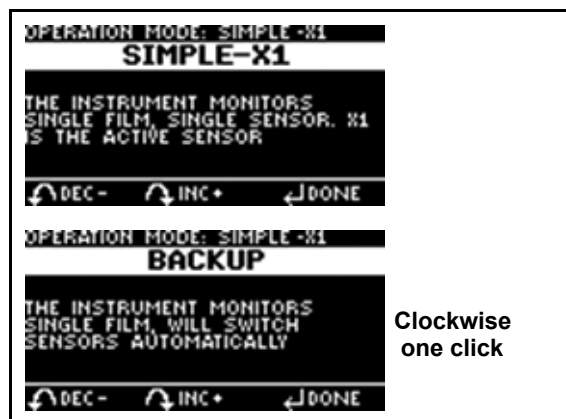 OPERATION MODE: SIMPLE-X1
SIMPLE-X1
THE INSTRUMENT MONITORS
SINGLE FILM, SINGLE SENSOR. X1
IS THE ACTIVE SENSOR
DEC- INC+ DONE
OPERATION MODE: SIMPLE-X1
BACKUP
THE INSTRUMENT MONITORS
SINGLE FILM, WILL SWITCH
SENSORS AUTOMATICALLY
Clockwise
one click
DEC- INC+ DONE